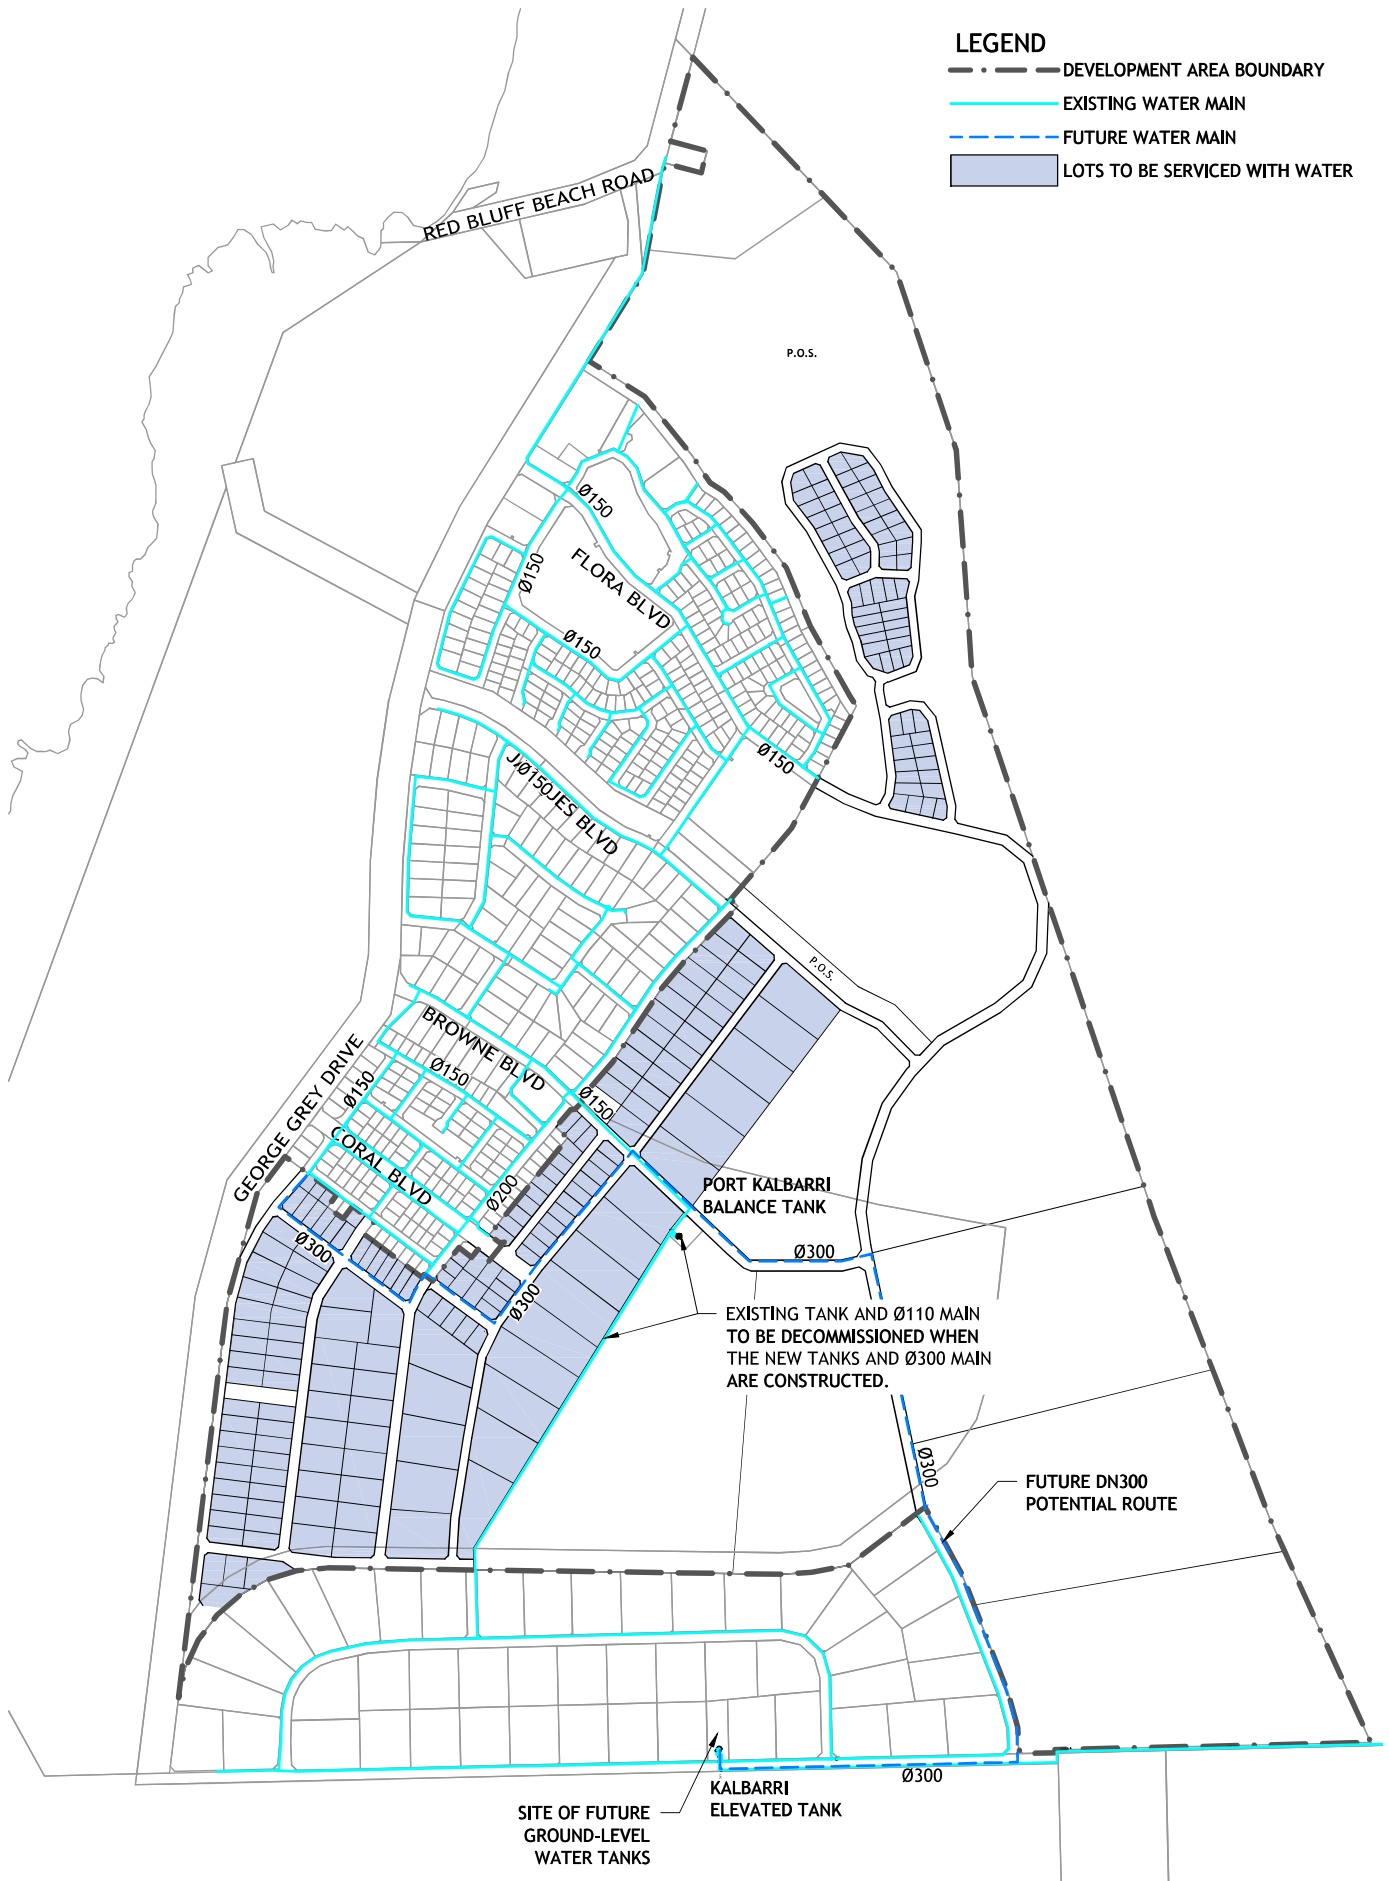 LEGEND
DEVELOPMENT AREA BOUNDARY
EXISTING WATER MAIN
FUTURE WATER MAIN
LOTS TO BE SERVICED WITH WATER
RED BLUFF BEACH ROAD
P.O.S.
Ø150
FLORA BLVD
Ø150
Ø150
Ø150
Ø150
JES BLVD
P.O.S.
BROWNE BLVD
GEORGE GREY DRIVE
Ø150
Ø150
Ø150
CORAL BLVD
Ø200
PORT KALBARRI
BALANCE TANK
Ø300
Ø300
Ø300
EXISTING TANK AND Ø110 MAIN
TO BE DECOMMISSIONED WHEN
THE NEW TANKS AND Ø300 MAIN
ARE CONSTRUCTED.
Ø300
FUTURE DN300
POTENTIAL ROUTE
Ø300
KALBARRI
ELEVATED TANK
SITE OF FUTURE
GROUND-LEVEL
WATER TANKS